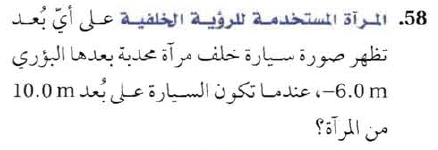 58. المرآة المستخدمة للرؤية الخلفية على أيّ بُعد
تظهر صورة سيارة خلف مرآة محدبة بعدها البؤري
-6.0 m، عندما تكون السيارة على بُعد 10.0 m
من المرآة؟